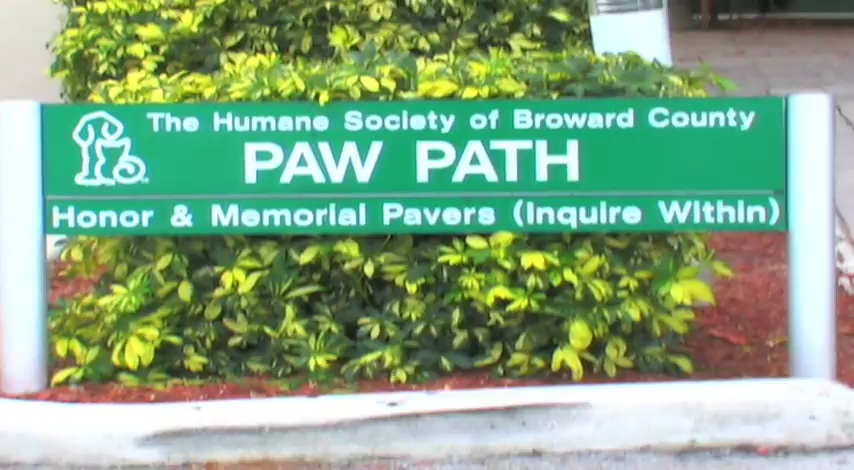 The Humane Society of Broward County
PAW PATH
Honor & Memorial Pavers (Inquire Within)